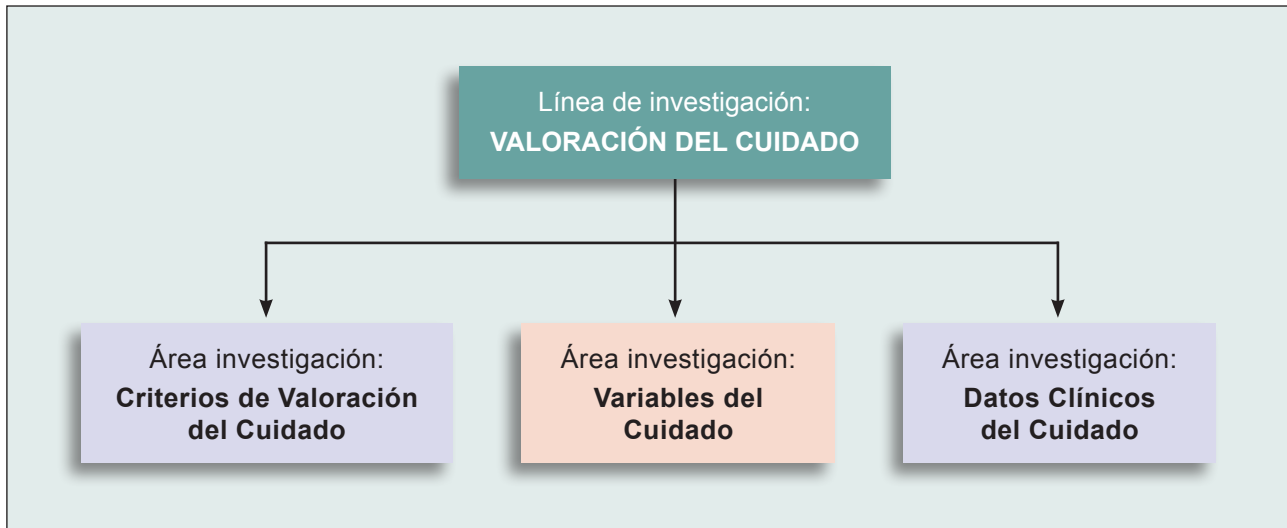 Línea de investigación:
VALORACIÓN DEL CUIDADO
Área investigación:
Criterios de Valoración
del Cuidado
Área investigación:
Variables del
Cuidado
Área investigación:
Datos Clínicos
del Cuidado